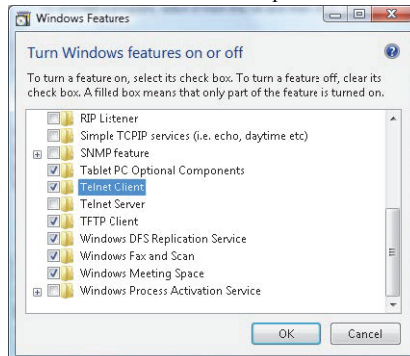 Windows Features
Turn Windows features on or off
To turn a feature on, select its check box. To turn a feature off, clear its
check box. A filled box means that only part of the feature is turned on.
RIP Listener
Simple TCPIP services (i.e. echo, daytime etc)
SNMP feature
Tablet PC Optional Components
Telnet Client
Telnet Server
TFTP Client
Windows DFS Replication Service
Windows Fax and Scan
Windows Meeting Space
Windows Process Activation Service
OK
Cancel